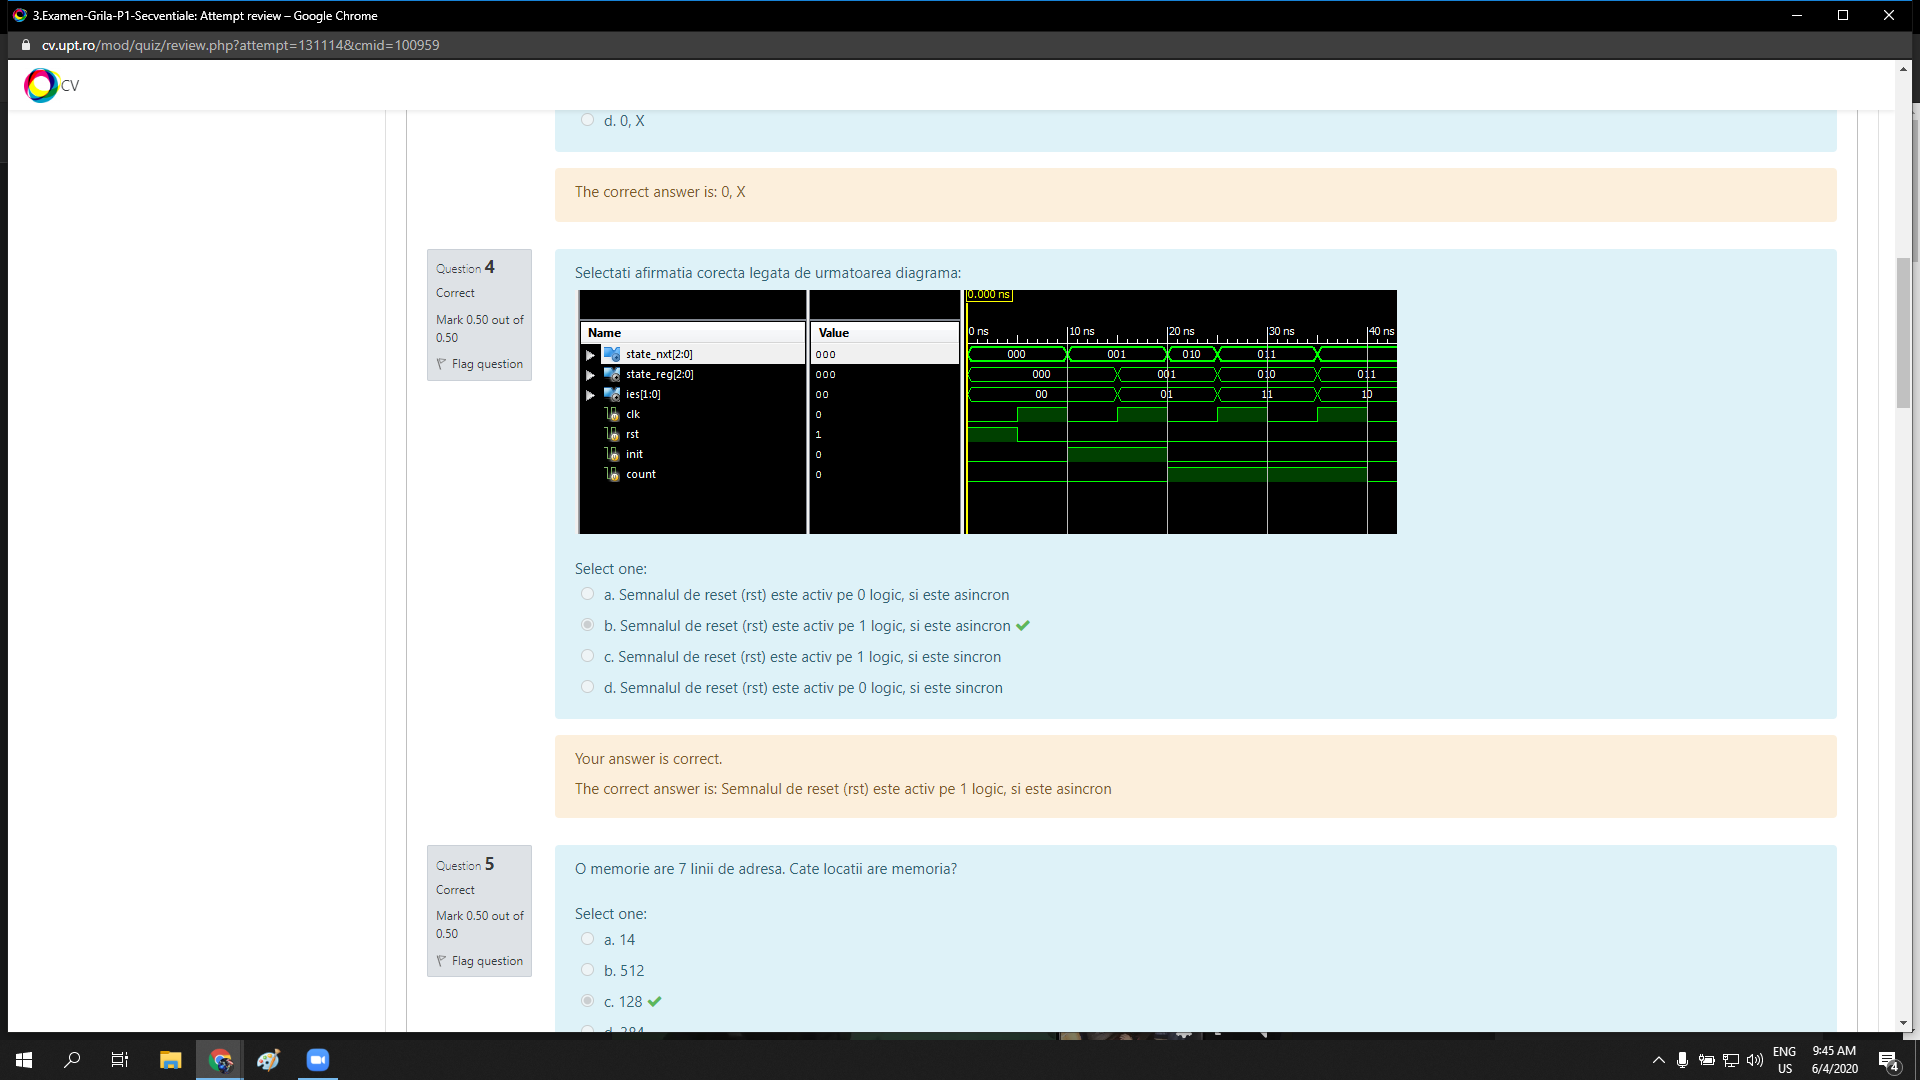 3.Examen-Grila-P1-Secventiale: Attempt review – Google Chrome
cv.upt.ro/mod/quiz/review.php?attempt=131114&cmid=100959
CV
d. 0, X
The correct answer is: 0, X
Question 4
Correct
Mark 0.50 out of
0.50
Flag question
Selectati afirmatia corecta legata de urmatoarea diagrama:
0.000 ns
Name Value
0 ns 10 ns 20 ns 30 ns 40 ns
state_nxt[2:0] 000 000 001 010 011
state_reg[2:0] 000 000 001 010 011
ies[1:0] 00 00 01 11 10
clk 0
rst 1
init 0
count 0
Select one:
a. Semnalul de reset (rst) este activ pe 0 logic, si este asincron
b. Semnalul de reset (rst) este activ pe 1 logic, si este asincron
c. Semnalul de reset (rst) este activ pe 1 logic, si este sincron
d. Semnalul de reset (rst) este activ pe 0 logic, si este sincron
Your answer is correct.
The correct answer is: Semnalul de reset (rst) este activ pe 1 logic, si este asincron
Question 5
Correct
Mark 0.50 out of
0.50
Flag question
O memorie are 7 linii de adresa. Cate locatii are memoria?
Select one:
a. 14
b. 512
c. 128
d. 384
ENG
US
9:45 AM
6/4/2020
4